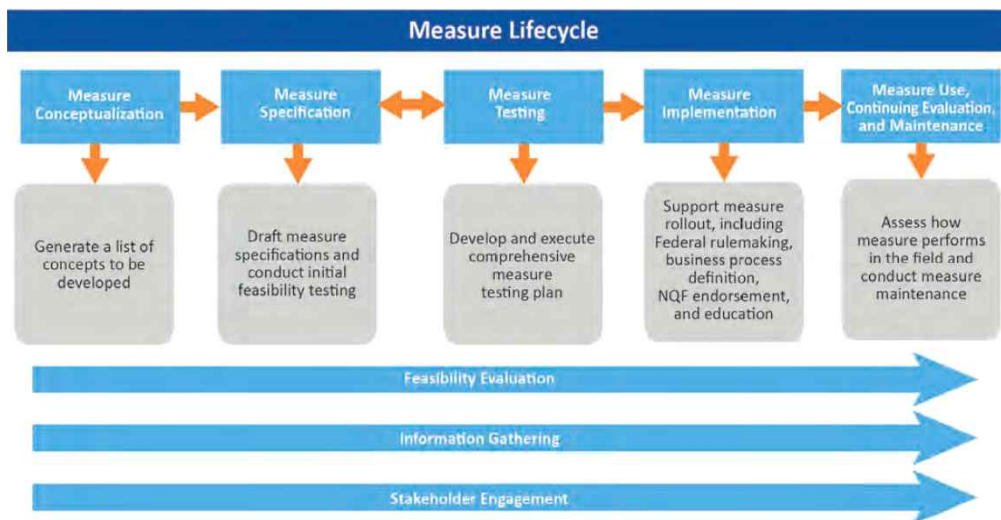 Measure Lifecycle
Measure
Conceptualization
Measure
Specification
Measure
Testing
Measure
Implementation
Measure Use,
Continuing Evaluation,
and Maintenance
Generate a list of
concepts to be
developed
Draft measure
specifications and
conduct initial
feasibility testing
Develop and execute
comprehensive
measure
testing plan
Support measure
rollout, including
Federal rulemaking,
business process
definition,
NQF endorsement,
and education
Assess how
measure performs
in the field and
conduct measure
maintenance
Feasibility Evaluation
Information Gathering
Stakeholder Engagement